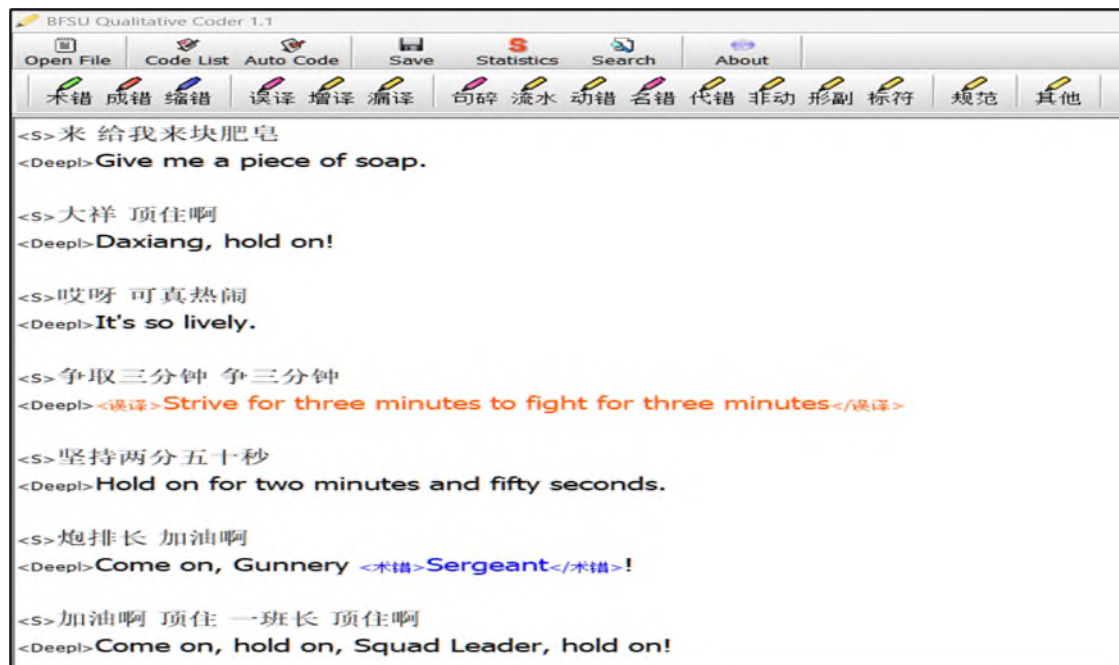 BFSU Qualitative Coder 1.1
Open File Code List Auto Code Save Statistics Search About
术错 成错 缩错 误译 增译 漏译 句碎 流水 动错 名错 代错 非动 形副 标符 规范 其他
<S>来 给我来块肥皂
<Deepl>Give me a piece of soap.
<S>大祥 顶住啊
<Deepl>Daxiang, hold on!
<S>哎呀 可真热闹
<Deepl>It's so lively.
<S>争取三分钟 争三分钟
<Deepl><误译>Strive for three minutes to fight for three minutes</误译>
<S>坚持两分五十秒
<Deepl>Hold on for two minutes and fifty seconds.
<S>炮排长 加油啊
<Deepl>Come on, Gunnery <术错>Sergeant</术错>!
<S>加油啊 顶住 一班长 顶住啊
<Deepl>Come on, hold on, Squad Leader, hold on!